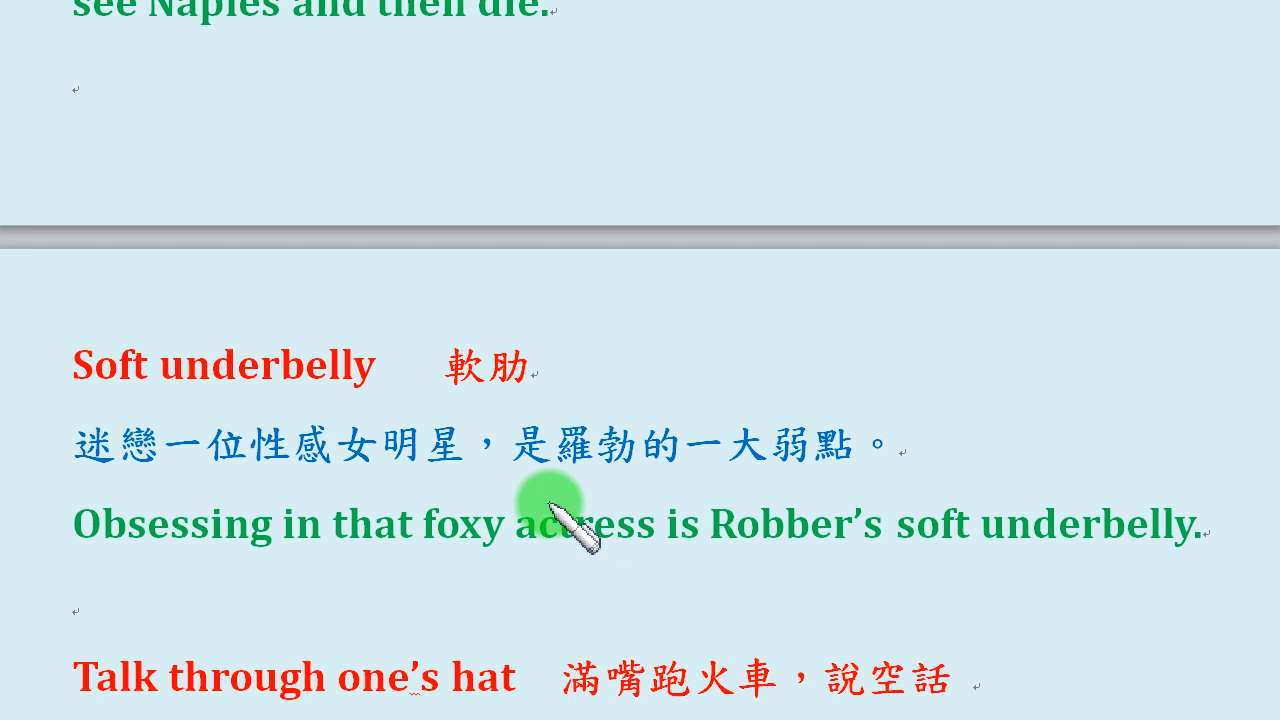 see Naples and then die.
Soft underbelly 軟肋
迷戀一位性感女明星，是羅勃的一大弱點。
Obsessing in that foxy actress is Robber’s soft underbelly.
Talk through one’s hat 滿嘴跑火車，說空話